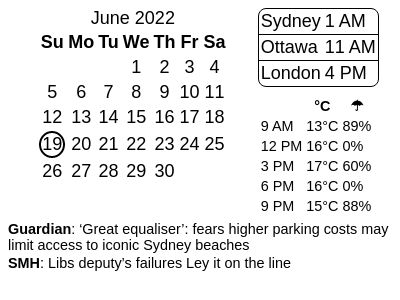 June 2022
Su Mo Tu We Th Fr Sa
1 2 3 4
5 6 7 8 9 10 11
12 13 14 15 16 17 18
19 20 21 22 23 24 25
26 27 28 29 30
Sydney 1 AM
Ottawa 11 AM
London 4 PM
°C ☂
9 AM 13°C 89%
12 PM 16°C 0%
3 PM 17°C 60%
6 PM 16°C 0%
9 PM 15°C 88%
Guardian: ‘Great equaliser’: fears higher parking costs may
limit access to iconic Sydney beaches
SMH: Libs deputy’s failures Ley it on the line